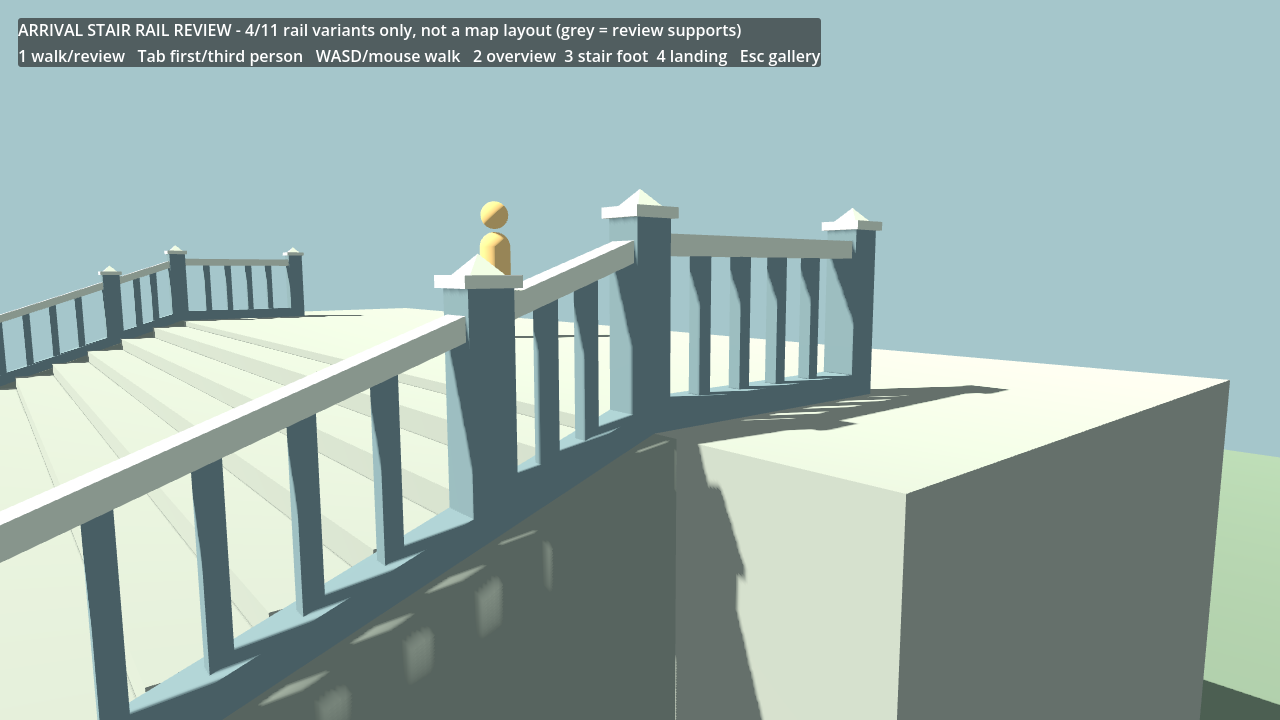 ARRIVAL STAIR RAIL REVIEW - 4/11 rail variants only, not a map layout (grey = review supports)
1 walk/review   Tab first/third person   WASD/mouse walk   2 overview  3 stair foot  4 landing   Esc gallery